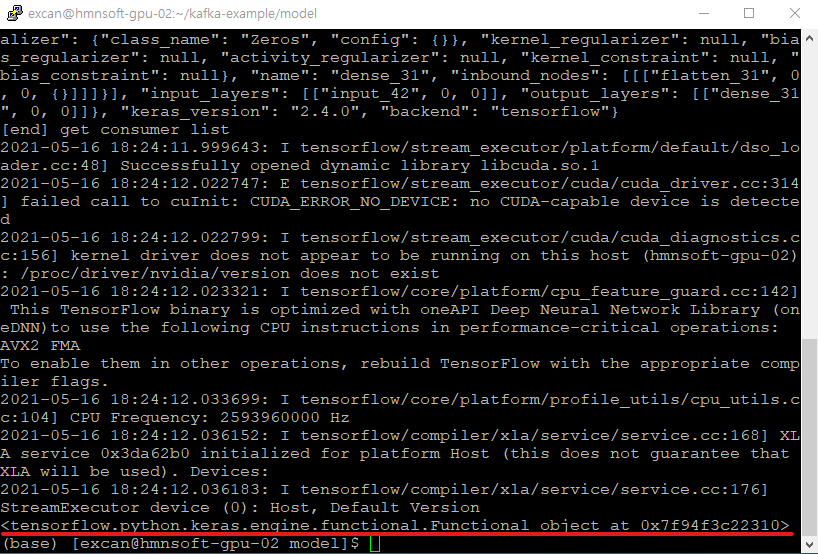 excan@hmnsoft-gpu-02:~/kafka-example/model
alizer": {"class_name": "Zeros", "config": {}}, "kernel_regularizer": null, "bia
s_regularizer": null, "activity_regularizer": null, "kernel_constraint": null, "
bias_constraint": null}, "name": "dense_31", "inbound_nodes": [[["flatten_31", 0
, 0, {}]]]}], "input_layers": [["input_42", 0, 0]], "output_layers": [["dense_31
", 0, 0]]}, "keras_version": "2.4.0", "backend": "tensorflow"}
[end] get consumer list
2021-05-16 18:24:11.999643: I tensorflow/stream_executor/platform/default/dso_lo
ader.cc:48] Successfully opened dynamic library libcuda.so.1
2021-05-16 18:24:12.022747: E tensorflow/stream_executor/cuda/cuda_driver.cc:314
] failed call to cuInit: CUDA_ERROR_NO_DEVICE: no CUDA-capable device is detecte
d
2021-05-16 18:24:12.022799: I tensorflow/stream_executor/cuda/cuda_diagnostics.c
c:156] kernel driver does not appear to be running on this host (hmnsoft-gpu-02)
: /proc/driver/nvidia/version does not exist
2021-05-16 18:24:12.023321: I tensorflow/core/platform/cpu_feature_guard.cc:142]
 This TensorFlow binary is optimized with oneAPI Deep Neural Network Library (on
eDNN)to use the following CPU instructions in performance-critical operations:
AVX2 FMA
To enable them in other operations, rebuild TensorFlow with the appropriate comp
iler flags.
2021-05-16 18:24:12.033699: I tensorflow/core/platform/profile_utils/cpu_utils.c
c:104] CPU Frequency: 2593960000 Hz
2021-05-16 18:24:12.036152: I tensorflow/compiler/xla/service/service.cc:168] XL
A service 0x3da62b0 initialized for platform Host (this does not guarantee that
XLA will be used). Devices:
2021-05-16 18:24:12.036183: I tensorflow/compiler/xla/service/service.cc:176]
StreamExecutor device (0): Host, Default Version
<tensorflow.python.keras.engine.functional.Functional object at 0x7f94f3c22310>
(base) [excan@hmnsoft-gpu-02 model]$